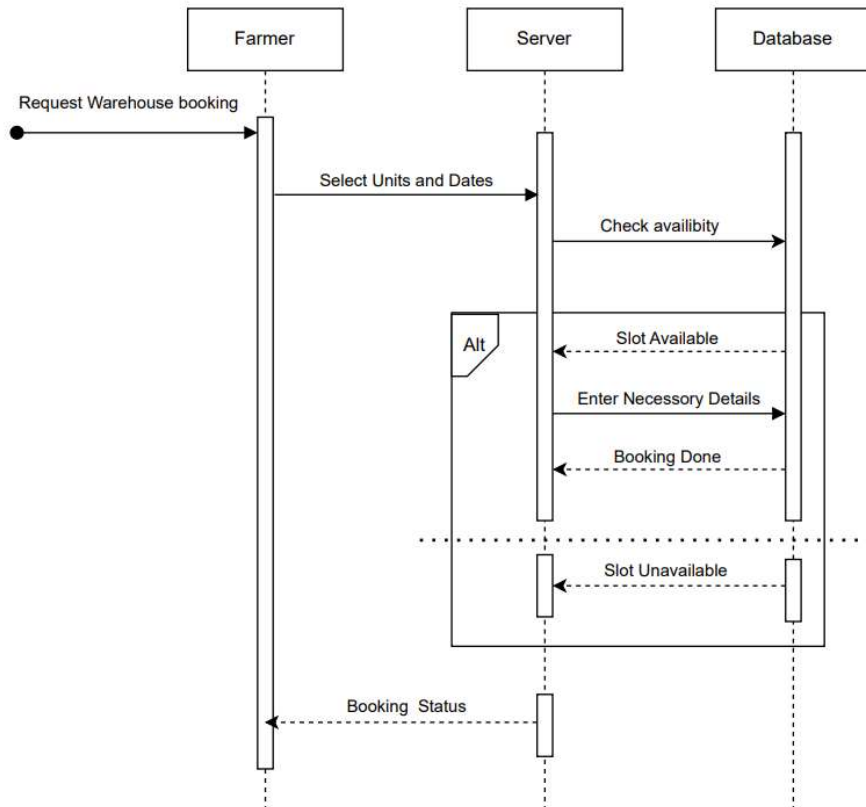 Farmer
Server
Database
Request Warehouse booking
Select Units and Dates
Check availibity
Alt
Slot Available
Enter Necessory Details
Booking Done
Slot Unavailable
Booking Status